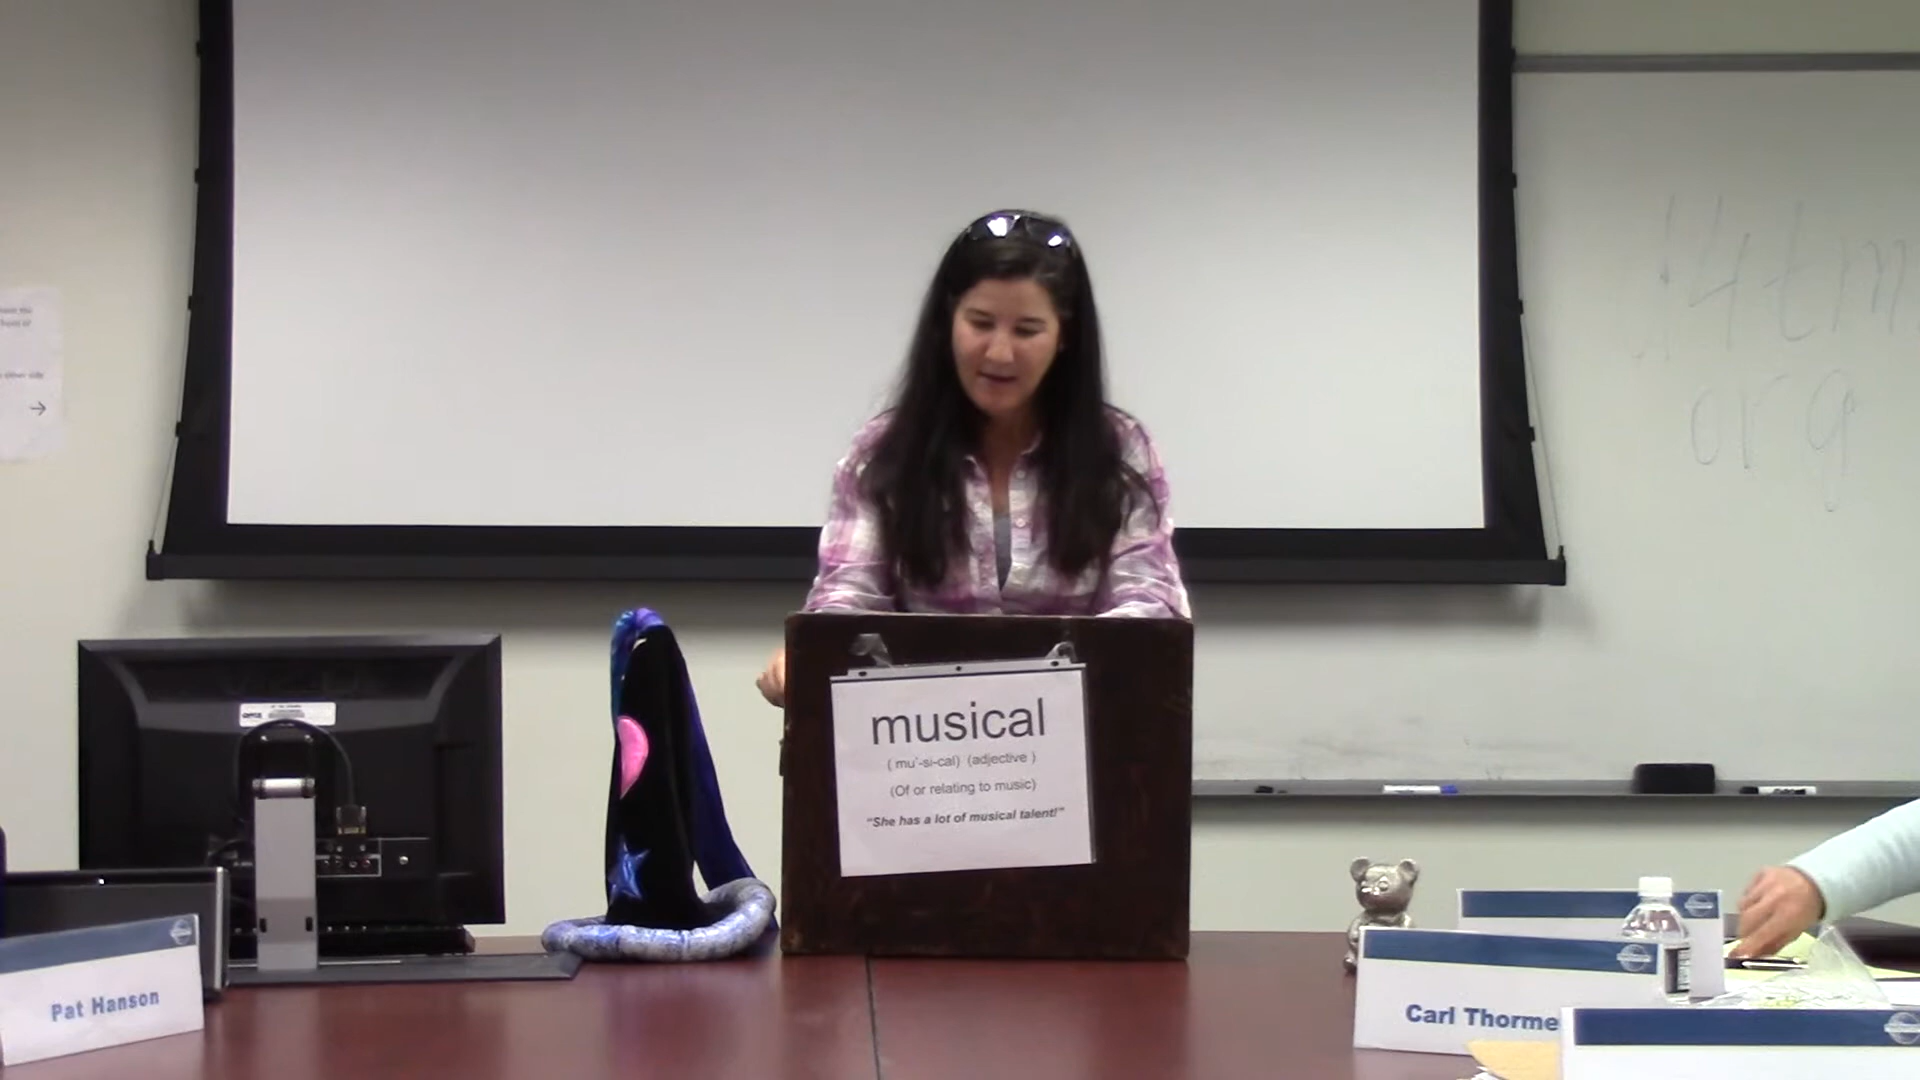 musical
( mu'-si-cal) (adjective )
(Of or relating to music)
"She has a lot of musical talent!"
Pat Hanson
Carl Thorme
org